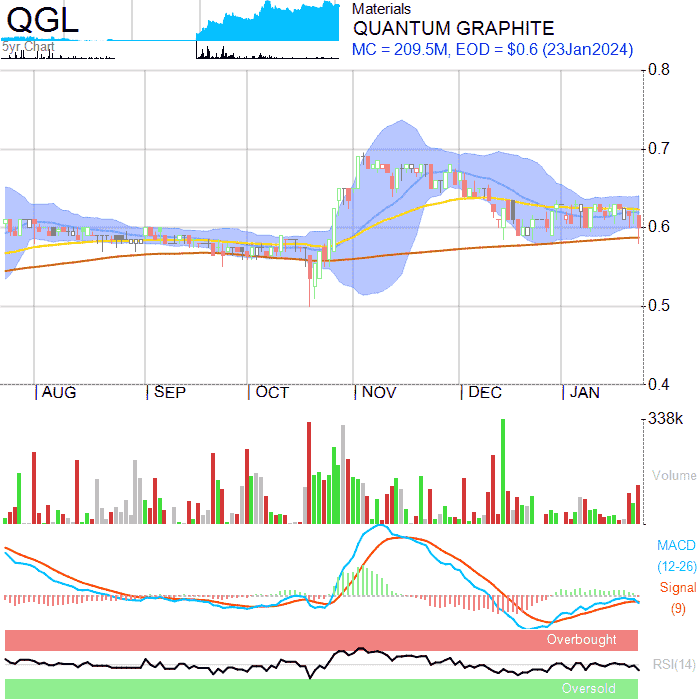 QGL
5yr Chart
Materials
QUANTUM GRAPHITE
MC = 209.5M, EOD = $0.6 (23Jan2024)
0.8
0.7
0.6
0.5
0.4
AUG
SEP
OCT
NOV
DEC
JAN
338k
Volume
MACD
(12-26)
Signal
(9)
Overbought
RSI(14)
Oversold